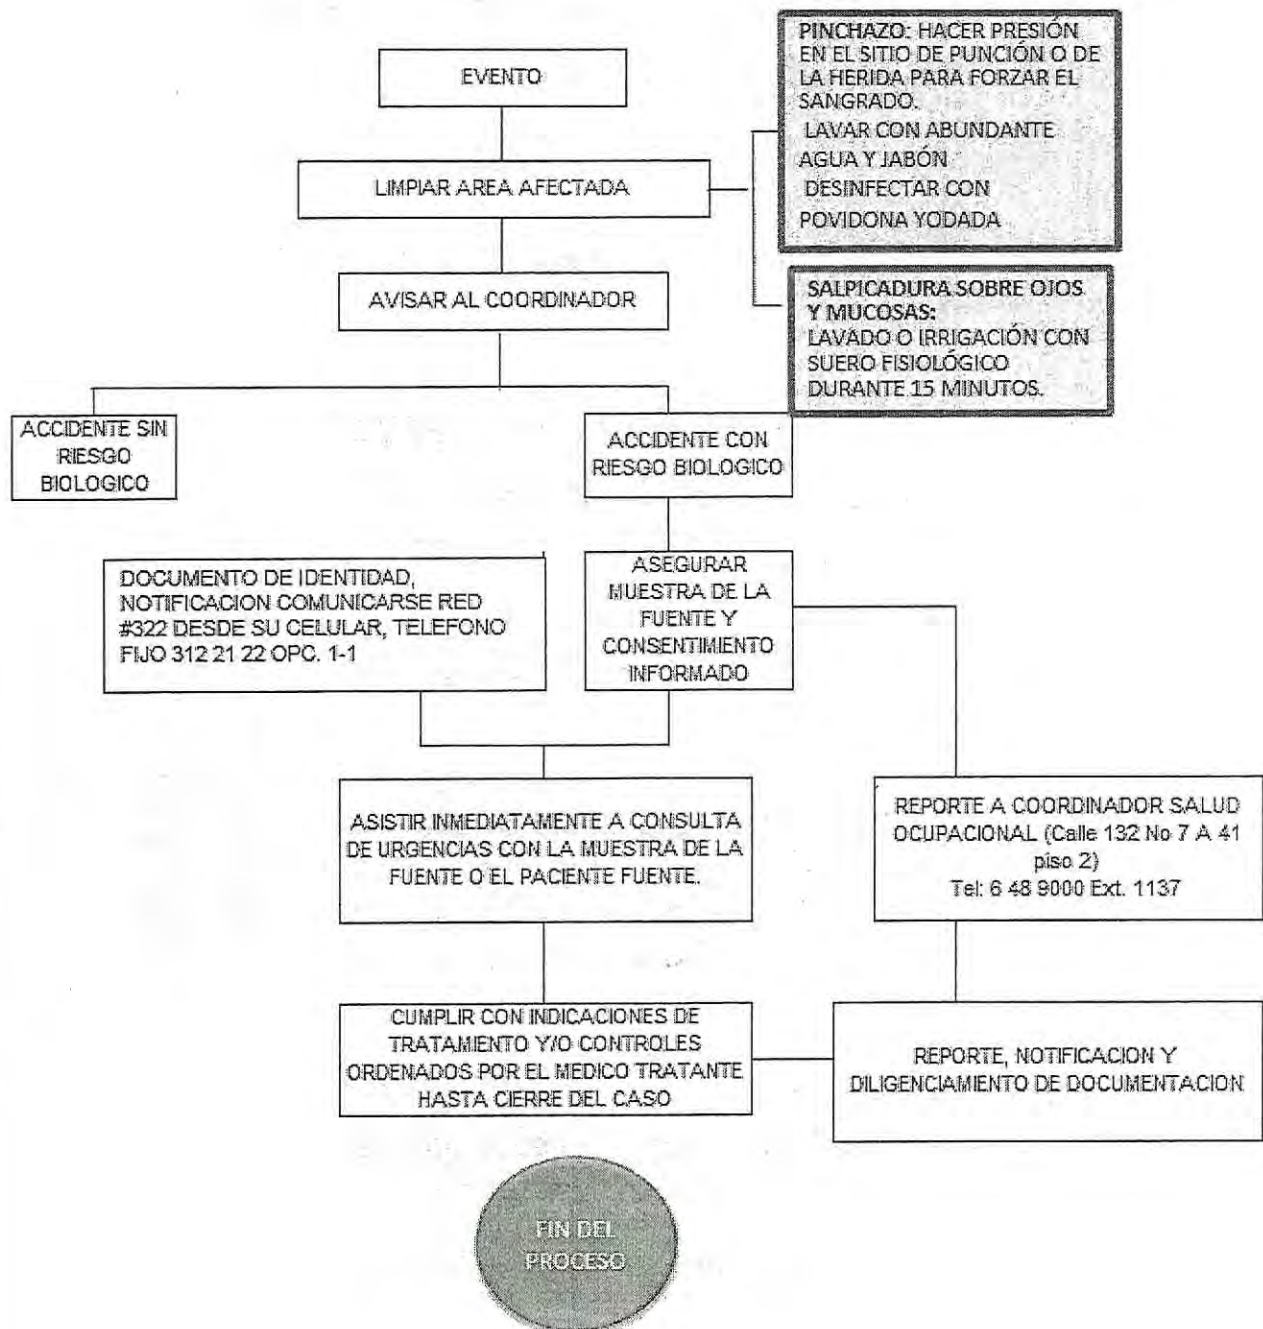 EVENTO
PINCHAZO: HACER PRESIÓN
EN EL SITIO DE PUNCIÓN O DE
LA HERIDA PARA FORZAR EL
SANGRADO.
LAVAR CON ABUNDANTE
AGUA Y JABÓN
DESINFECTAR CON
POVIDONA YODADA
LIMPIAR AREA AFECTADA
AVISAR AL COORDINADOR
SALPICADURA SOBRE OJOS
Y MUCOSAS:
LAVADO O IRRIGACIÓN CON
SUERO FISIOLÓGICO
DURANTE 15 MINUTOS.
ACCIDENTE SIN
RIESGO
BIOLOGICO
ACCIDENTE CON
RIESGO BIOLOGICO
DOCUMENTO DE IDENTIDAD,
NOTIFICACION COMUNICARSE RED
#322 DESDE SU CELULAR, TELEFONO
FIJO 312 21 22 OPC. 1-1
ASEGURAR
MUESTRA DE LA
FUENTE Y
CONSENTIMIENTO
INFORMADO
ASISTIR INMEDIATAMENTE A CONSULTA
DE URGENCIAS CON LA MUESTRA DE LA
FUENTE O EL PACIENTE FUENTE.
REPORTE A COORDINADOR SALUD
OCUPACIONAL (Calle 132 No 7 A 41
piso 2)
Tel: 6 48 9000 Ext. 1137
CUMPLIR CON INDICACIONES DE
TRATAMIENTO Y/O CONTROLES
ORDENADOS POR EL MEDICO TRATANTE
HASTA CIERRE DEL CASO
REPORTE, NOTIFICACION Y
DILIGENCIAMIENTO DE DOCUMENTACION
FIN DEL
PROCESO